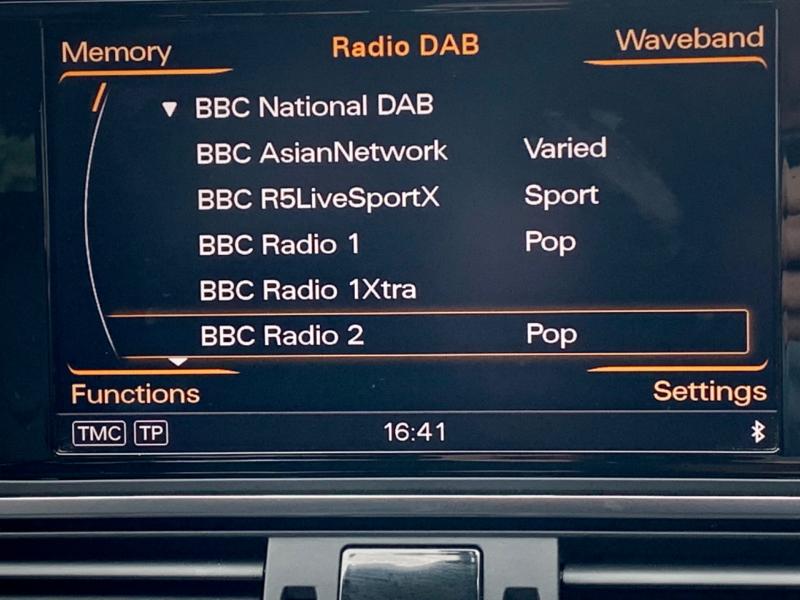 Memory Radio DAB Waveband
BBC National DAB
BBC AsianNetwork Varied
BBC R5LiveSportX Sport
BBC Radio 1 Pop
BBC Radio 1Xtra
BBC Radio 2 Pop
Functions Settings
TMC TP 16:41